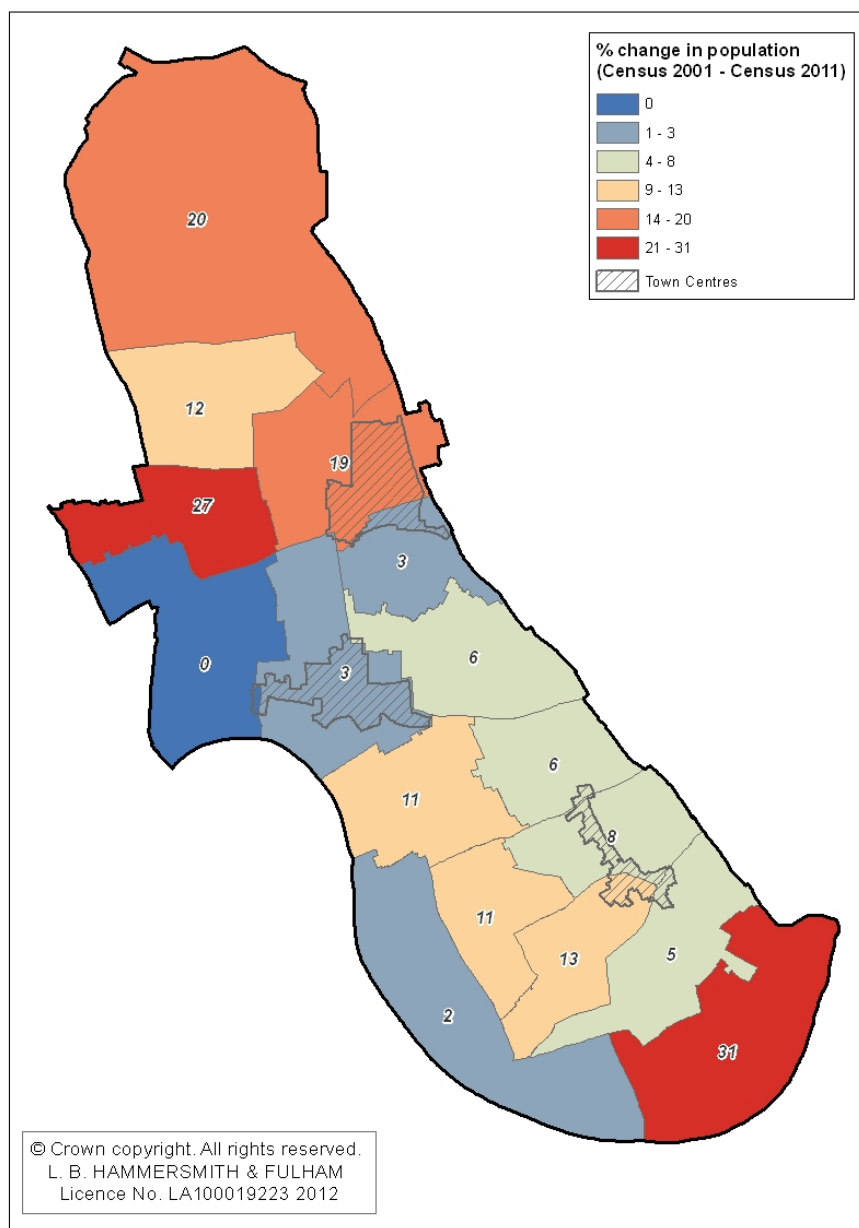 % change in population
(Census 2001 - Census 2011)
0
1 - 3
4 - 8
9 - 13
14 - 20
21 - 31
Town Centres
20
12
19
27
3
0
3
6
6
11
8
11
13
5
2
31
© Crown copyright. All rights reserved.
L. B. HAMMERSMITH & FULHAM
Licence No. LA100019223 2012